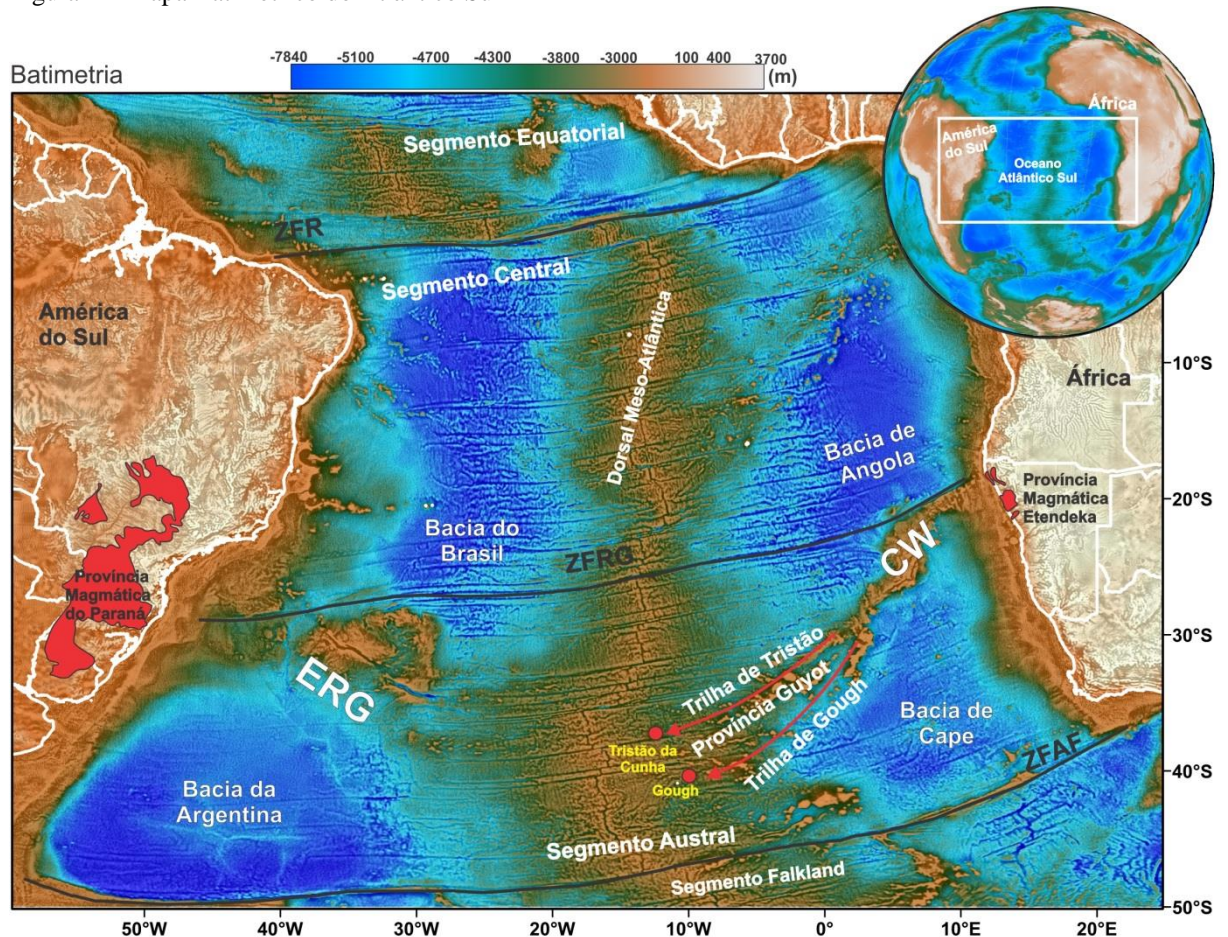 Batimetria
-7840 -5100 -4700 -4300 -3800 -3000 100 400 3700
(m)
América
do Sul
África
Oceano
Atlântico Sul
Segmento Equatorial
ZFR
Segmento Central
América
do Sul
Dorsal Meso-Atlântica
África
10°S
Bacia de
Angola
Província
Magmática
Etendeka
20°S
Bacia do
Brasil
ZFRG
CW
Província
Magmática
do Paraná
30°S
ERG
Trilha de Tristão
Província Guyot
Trilha de Gough
Tristão da
Cunha
Gough
Bacia de
Cape
ZFAF
40°S
Bacia da
Argentina
Segmento Austral
Segmento Falkland
50°S
50°W 40°W 30°W 20°W 10°W 0° 10°E 20°E